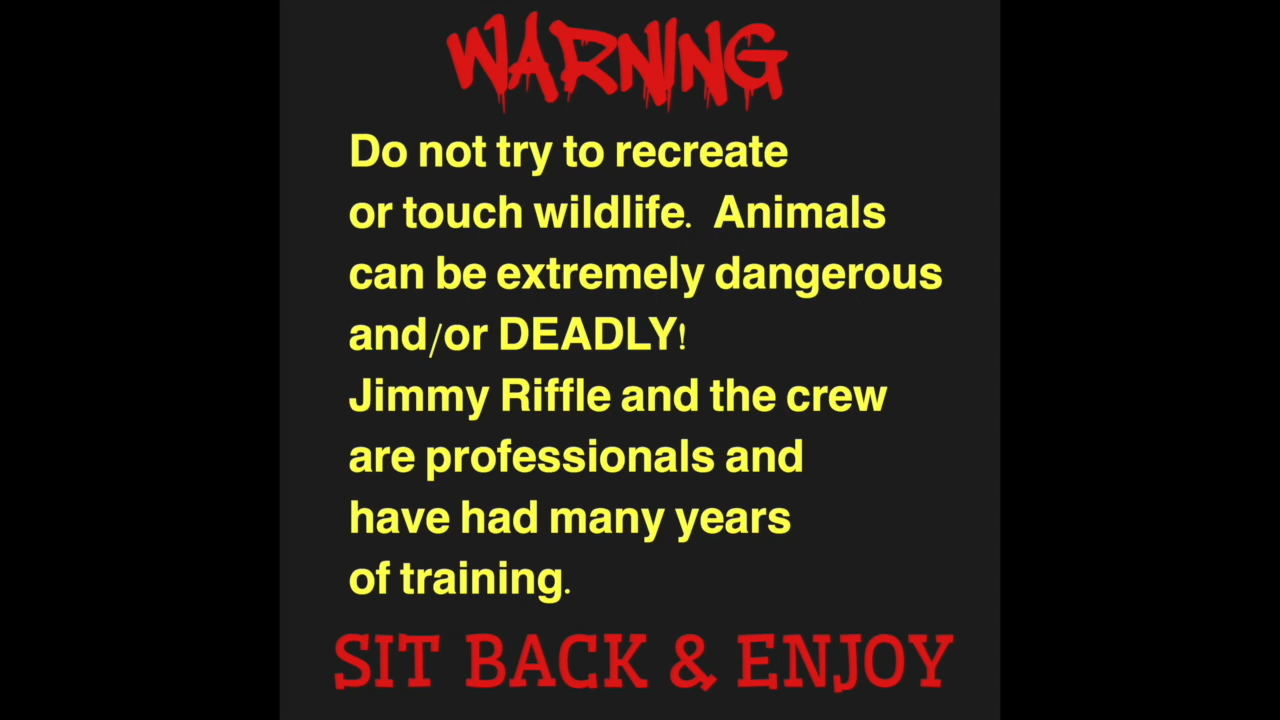 WARNING
Do not try to recreate
or touch wildlife.  Animals
can be extremely dangerous
and/or DEADLY!
Jimmy Riffle and the crew
are professionals and
have had many years
of training.
SIT BACK & ENJOY